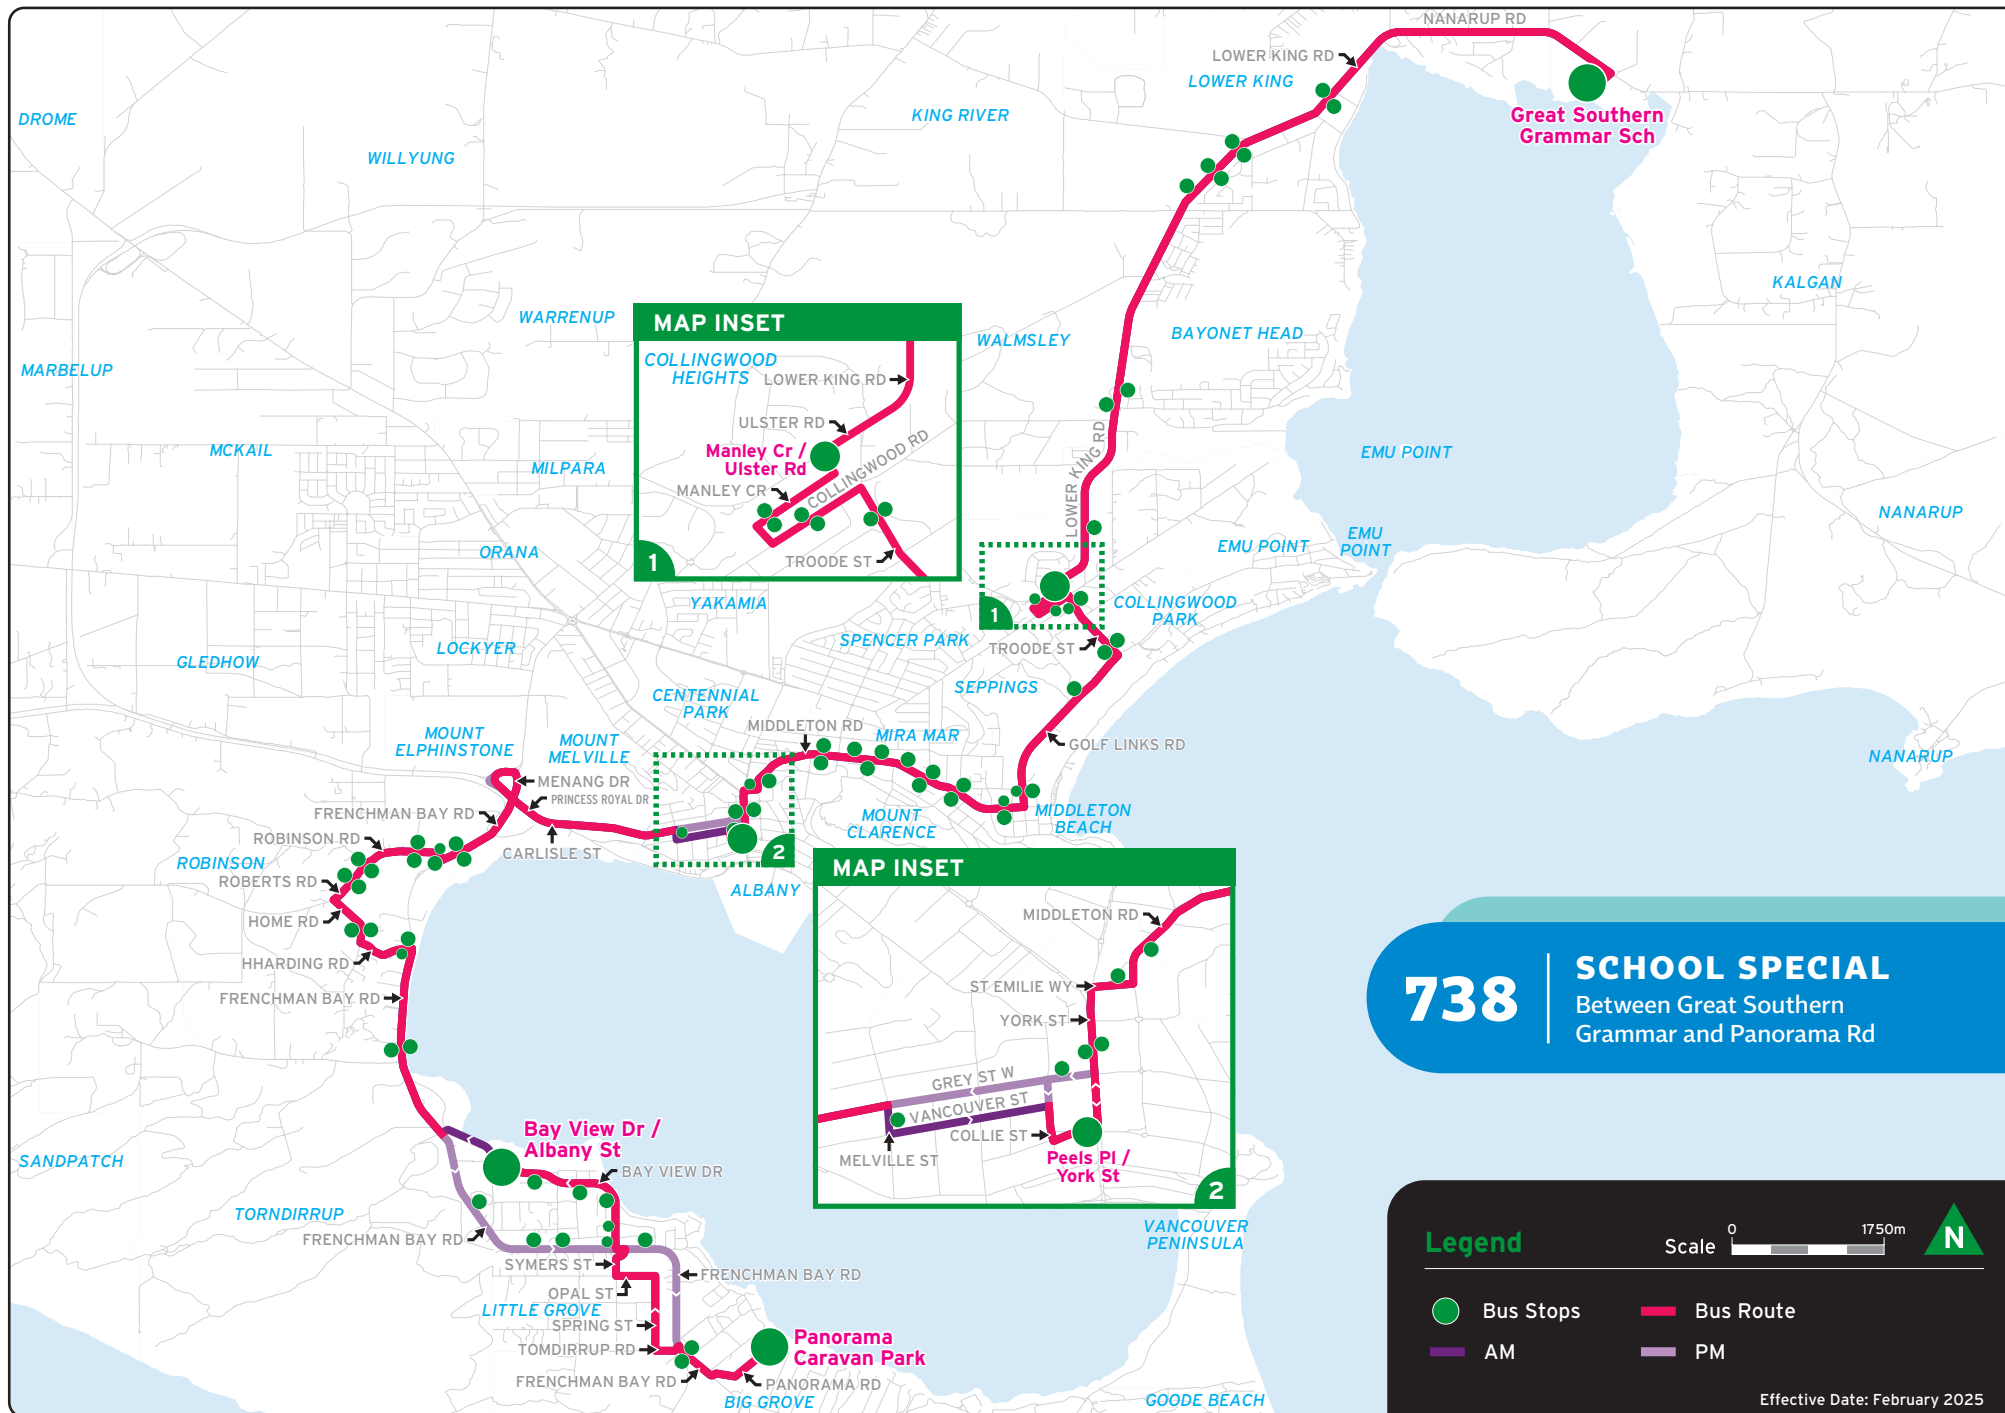 NANARUP RD
LOWER KING RD
LOWER KING
Great Southern
Grammar Sch
DROME
KING RIVER
WILLYUNG
KALGAN
WARRENUP
MAP INSET
COLLINGWOOD
HEIGHTS
LOWER KING RD
ULSTER RD
Manley Cr /
Ulster Rd
COLLINGWOOD RD
MANLEY CR
TROODE ST
1
WALMSLEY
BAYONET HEAD
MARBELUP
MCKAIL
MILPARA
LOWER KING RD
EMU POINT
NANARUP
ORANA
EMU POINT
EMU
POINT
YAKAMIA
1
COLLINGWOOD
PARK
SPENCER PARK
TROODE ST
LOCKYER
GLEDHOW
SEPPINGS
CENTENNIAL
PARK
MIDDLETON RD
MIRA MAR
GOLF LINKS RD
MOUNT
ELPHINSTONE
MOUNT
MELVILLE
NANARUP
MENANG DR
PRINCESS ROYAL DR
FRENCHMAN BAY RD
ROBINSON RD
CARLISLE ST
ROBINSON
ROBERTS RD
2
MOUNT
CLARENCE
MIDDLETON
BEACH
ALBANY
HOME RD
HHARDING RD
FRENCHMAN BAY RD
MAP INSET
MIDDLETON RD
ST EMILIE WY
YORK ST
GREY ST W
VANCOUVER ST
COLLIE ST
MELVILLE ST
Peels Pl /
York St
2
738
SCHOOL SPECIAL
Between Great Southern
Grammar and Panorama Rd
Bay View Dr /
Albany St
BAY VIEW DR
SANDPATCH
TORNDIRRUP
FRENCHMAN BAY RD
SYMERS ST
FRENCHMAN BAY RD
OPAL ST
LITTLE GROVE
SPRING ST
TOMDIRRUP RD
Panorama
Caravan Park
FRENCHMAN BAY RD
PANORAMA RD
BIG GROVE
VANCOUVER
PENINSULA
GOODE BEACH
Legend
Scale
0
1750m
N
Bus Stops
Bus Route
AM
PM
Effective Date: February 2025